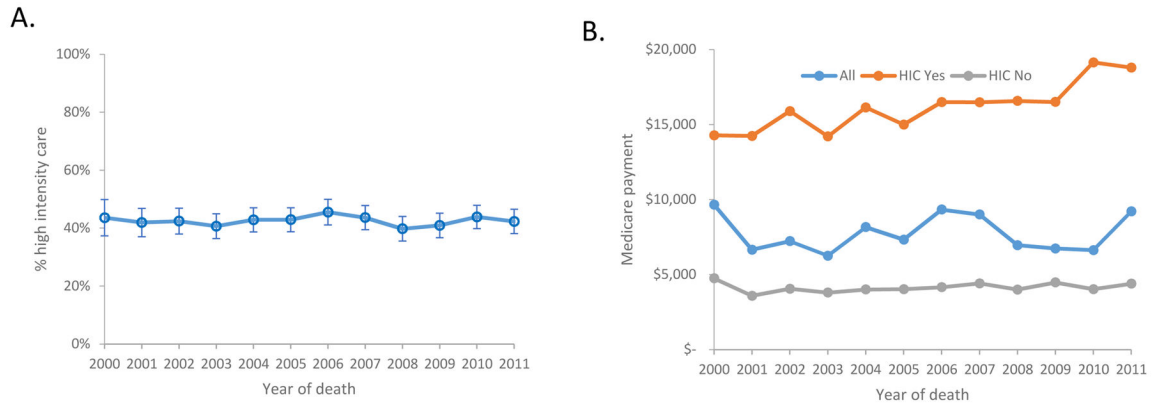 A.
100%
80%
60%
40%
20%
0%
% high intensity care
2000 2001 2002 2003 2004 2005 2006 2007 2008 2009 2010 2011
Year of death
B.
$20,000
$15,000
$10,000
$5,000
$-
Medicare payment
All HIC Yes HIC No
2000 2001 2002 2003 2004 2005 2006 2007 2008 2009 2010 2011
Year of death